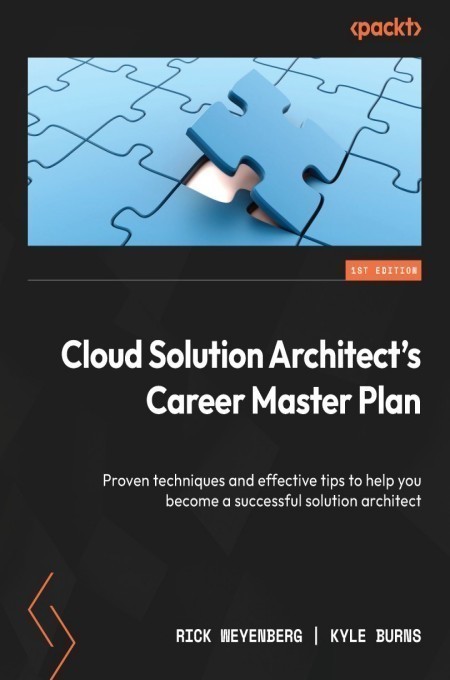 <packt>
1ST EDITION
Cloud Solution Architect’s
Career Master Plan
Proven techniques and effective tips to help you
become a successful solution architect
RICK WEYENBERG | KYLE BURNS